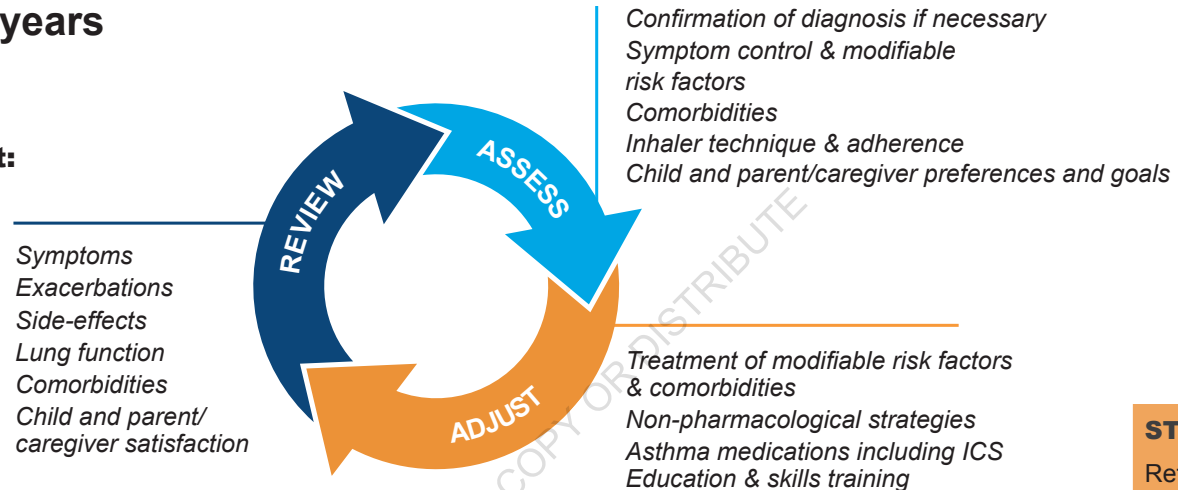 years
t:
Confirmation of diagnosis if necessary
Symptom control & modifiable
risk factors
Comorbidities
Inhaler technique & adherence
Child and parent/caregiver preferences and goals
REVIEW
ASSESS
ADJUST
Symptoms
Exacerbations
Side-effects
Lung function
Comorbidities
Child and parent/
caregiver satisfaction
Treatment of modifiable risk factors
& comorbidities
Non-pharmacological strategies
Asthma medications including ICS
Education & skills training
COPY OR DISTRIBUTE
ST
Re